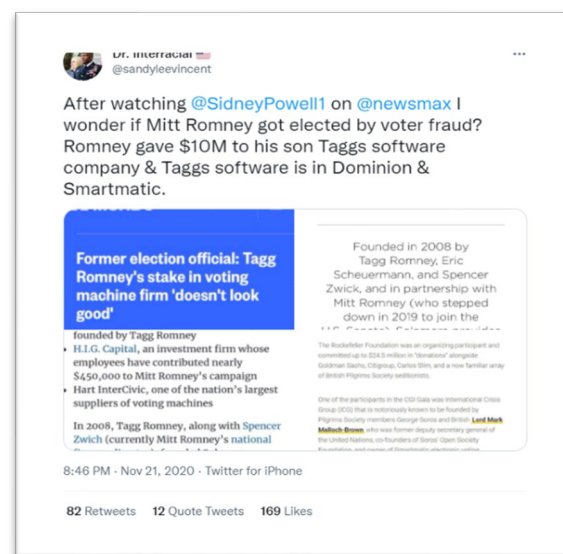 Dr. Interracial
@sandyleevincent
After watching @SidneyPowell1 on @newsmax I
wonder if Mitt Romney got elected by voter fraud?
Romney gave $10M to his son Taggs software
company & Taggs software is in Dominion &
Smartmatic.
Former election official: Tagg
Romney's stake in voting
machine firm 'doesn't look
good'
founded by Tagg Romney
H.I.G. Capital, an investment firm whose
employees have contributed nearly
$450,000 to Mitt Romney's campaign
Hart InterCivic, one of the nation's largest
suppliers of voting machines
In 2008, Tagg Romney, along with Spencer
Zwich (currently Mitt Romney's national
Founded in 2008 by
Tagg Romney, Eric
Scheuermann, and Spencer
Zwick, and in partnership with
Mitt Romney (who stepped
down in 2019 to join the
The Rockefeller Foundation was an organizing participant and
committed up to $24.5 million in "donations" alongside
Goldman Sachs, Citigroup, Carlos Slim, and a now familiar array
of British Pilgrims Society seditionists.
One of the participants in the CGI Gala was International Crisis
Group (ICG) that is notoriously known to be founded by
Pilgrims Society members George Soros and British Lord Mark
Malloch-Brown, who was former deputy secretary general of
the United Nations, co-founders of Soros' Open Society
8:46 PM · Nov 21, 2020 · Twitter for iPhone
82 Retweets 12 Quote Tweets 169 Likes